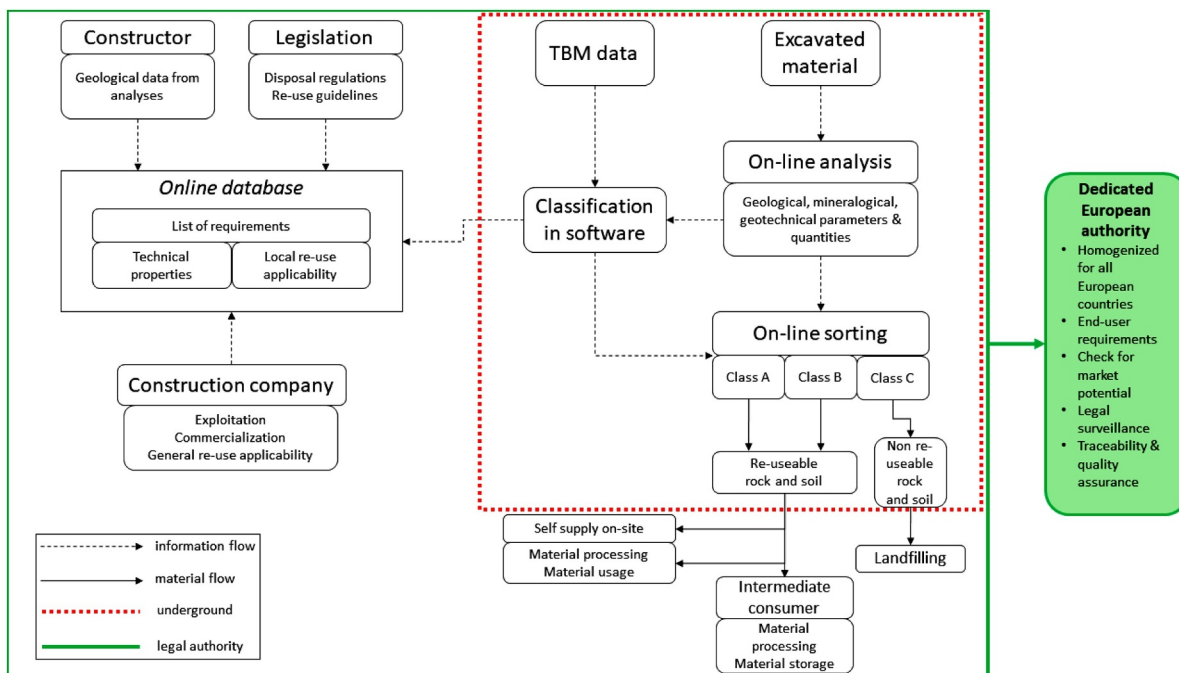 Constructor
Geological data from
analyses
Legislation
Disposal regulations
Re-use guidelines
TBM data
Excavated
material
Online database
List of requirements
Technical
properties
Local re-use
applicability
Classification
in software
On-line analysis
Geological, mineralogical,
geotechnical parameters &
quantities
On-line sorting
Class A
Class B
Class C
Construction company
Exploitation
Commercialization
General re-use applicability
Re-useable
rock and soil
Non re-
useable
rock
and soil
Self supply on-site
Material processing
Material usage
Landfilling
Intermediate
consumer
Material
processing
Material storage
Dedicated
European
authority
• Homogenized
for all
European
countries
• End-user
requirements
• Check for
market
potential
• Legal
surveillance
• Traceability &
quality
assurance
information flow
material flow
underground
legal authority